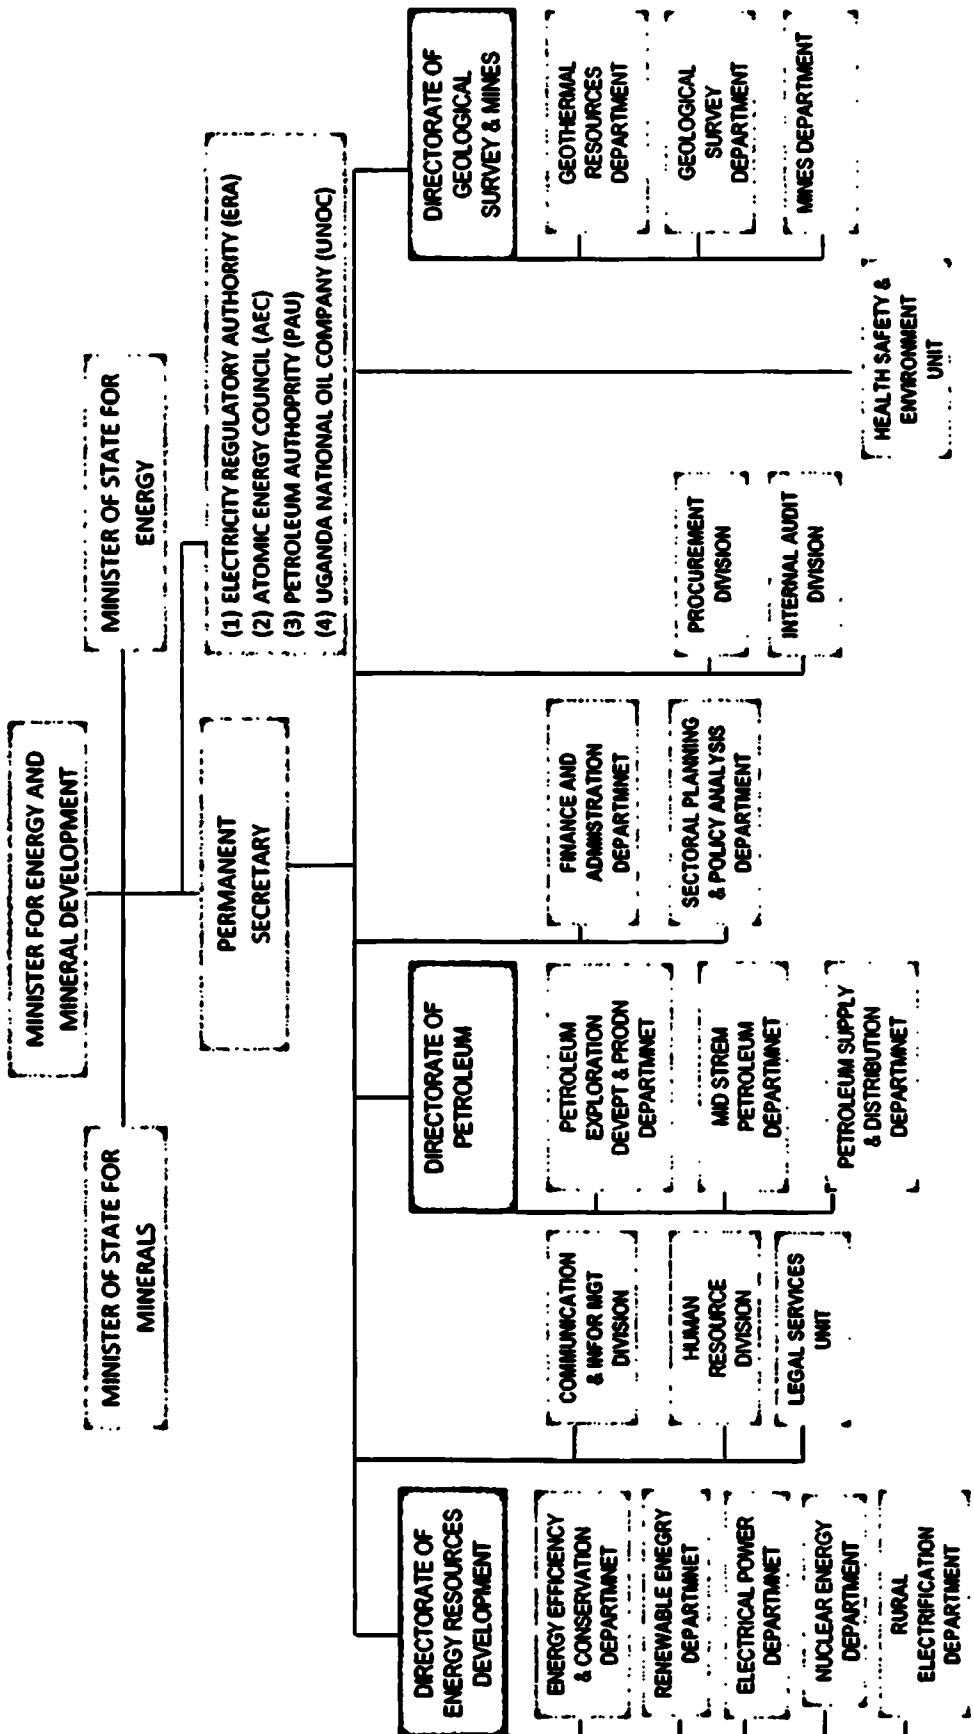 MINISTER FOR ENERGY AND
MINERAL DEVELOPMENT
MINISTER OF STATE FOR
MINERALS
MINISTER OF STATE FOR
ENERGY
PERMANENT
SECRETARY
(1) ELECTRICITY REGULATORY AUTHORITY (ERA)
(2) ATOMIC ENERGY COUNCIL (AEC)
(3) PETROLEUM AUTHOPRITY (PAU)
(4) UGANDA NATIONAL OIL COMPANY (UNOC)
DIRECTORATE OF
ENERGY RESOURCES
DEVELOPMENT
ENERGY EFFICIENCY
& CONSERVATION
DEPARTMNET
RENEWABLE ENEGRY
DEPARTMNET
ELECTRICAL POWER
DEPARTMNET
NUCLEAR ENERGY
DEPARTMENT
RURAL
ELECTRIFICATION
DEPARTMENT
COMMUNICATION
& INFOR MGT
DIVISION
HUMAN
RESOURCE
DIVISION
LEGAL SERVICES
UNIT
DIRECTORATE OF
PETROLEUM
PETROLEUM
EXPLORATION
DEVEPT & PRODN
DEPARTMNET
MID STREM
PETROLEUM
DEPARTMNET
PETROLEUM SUPPLY
& DISTRIBUTION
DEPARTMNET
FINANCE AND
ADMNISTRATION
DEPARTMNET
SECTORAL PLANNING
& POLICY ANALYSIS
DEPARTMENT
PROCUREMENT
DIVISION
INTERNAL AUDIT
DIVISION
HEALTH SAFETY &
ENVIRONMENT
UNIT
DIRECTORATE OF
GEOLOGICAL
SURVEY & MINES
GEOTHERMAL
RESOURCES
DEPARTMENT
GEOLOGICAL
SURVEY
DEPARTMENT
MINES DEPARTMENT